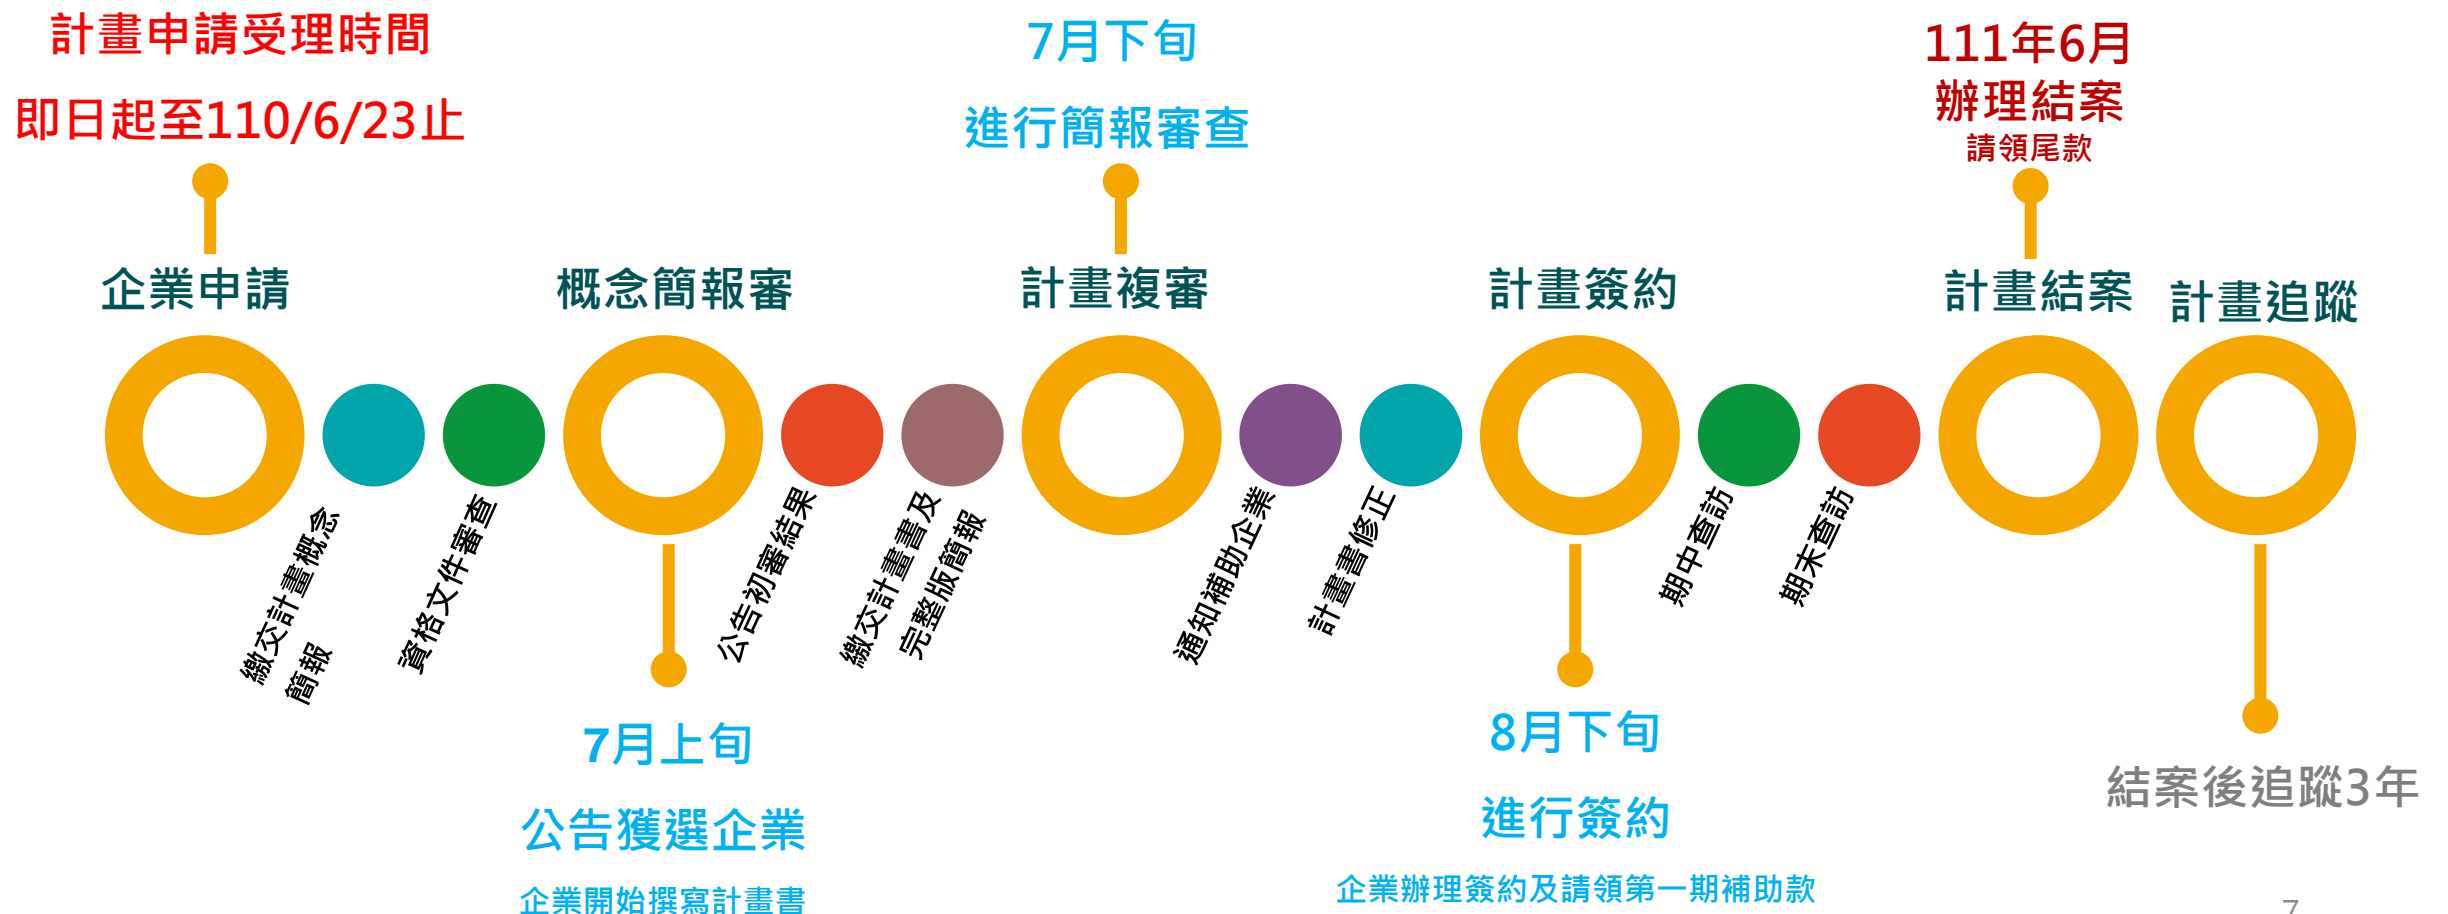 計畫申請受理時間
即日起至110/6/23止
7月下旬
進行簡報審查
111年6月
辦理結案
請領尾款
企業申請
概念簡報審
計畫複審
計畫簽約
計畫結案
計畫追蹤
繳交計畫概念
簡報
資格文件審查
公告初審結果
繳交計畫書及
完整版簡報
通知補助企業
計畫書修正
期中查訪
期末查訪
7月上旬
公告獲選企業
企業開始撰寫計畫書
8月下旬
進行簽約
企業辦理簽約及請領第一期補助款
結案後追蹤3年
7